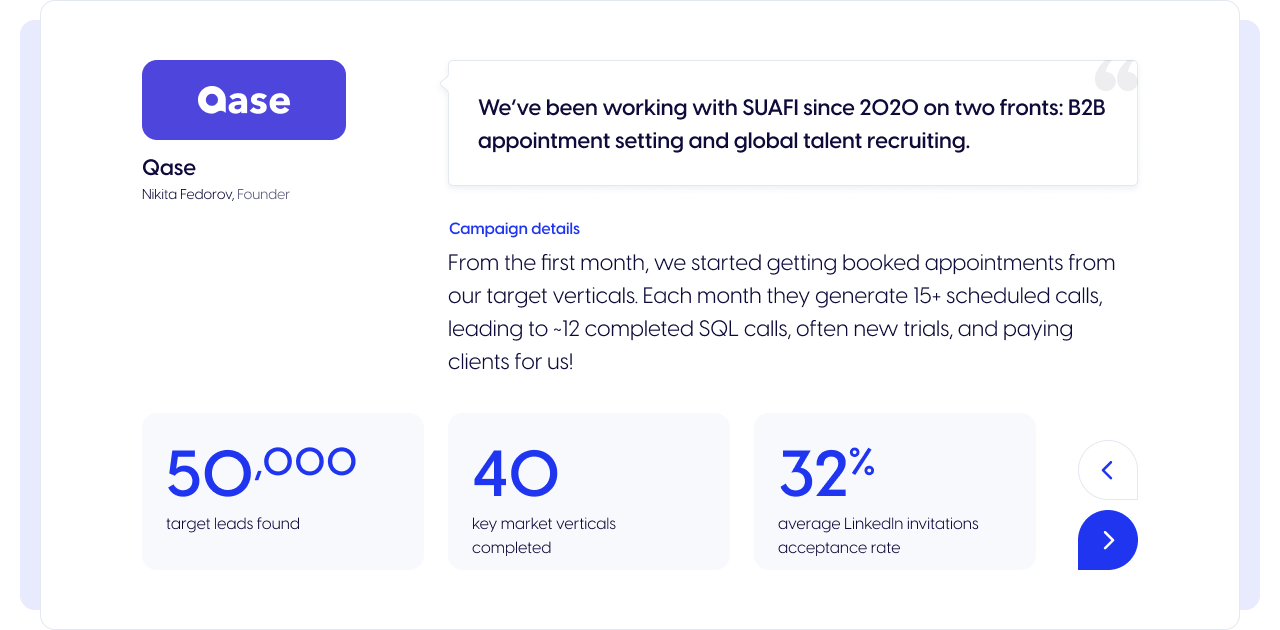 Qase
Qase
Nikita Fedorov, Founder
“
We’ve been working with SUAFI since 2020 on two fronts: B2B
appointment setting and global talent recruiting.
Campaign details
From the first month, we started getting booked appointments from
our target verticals. Each month they generate 15+ scheduled calls,
leading to ~12 completed SQL calls, often new trials, and paying
clients for us!
50,000
target leads found
40
key market verticals
completed
32%
average LinkedIn invitations
acceptance rate